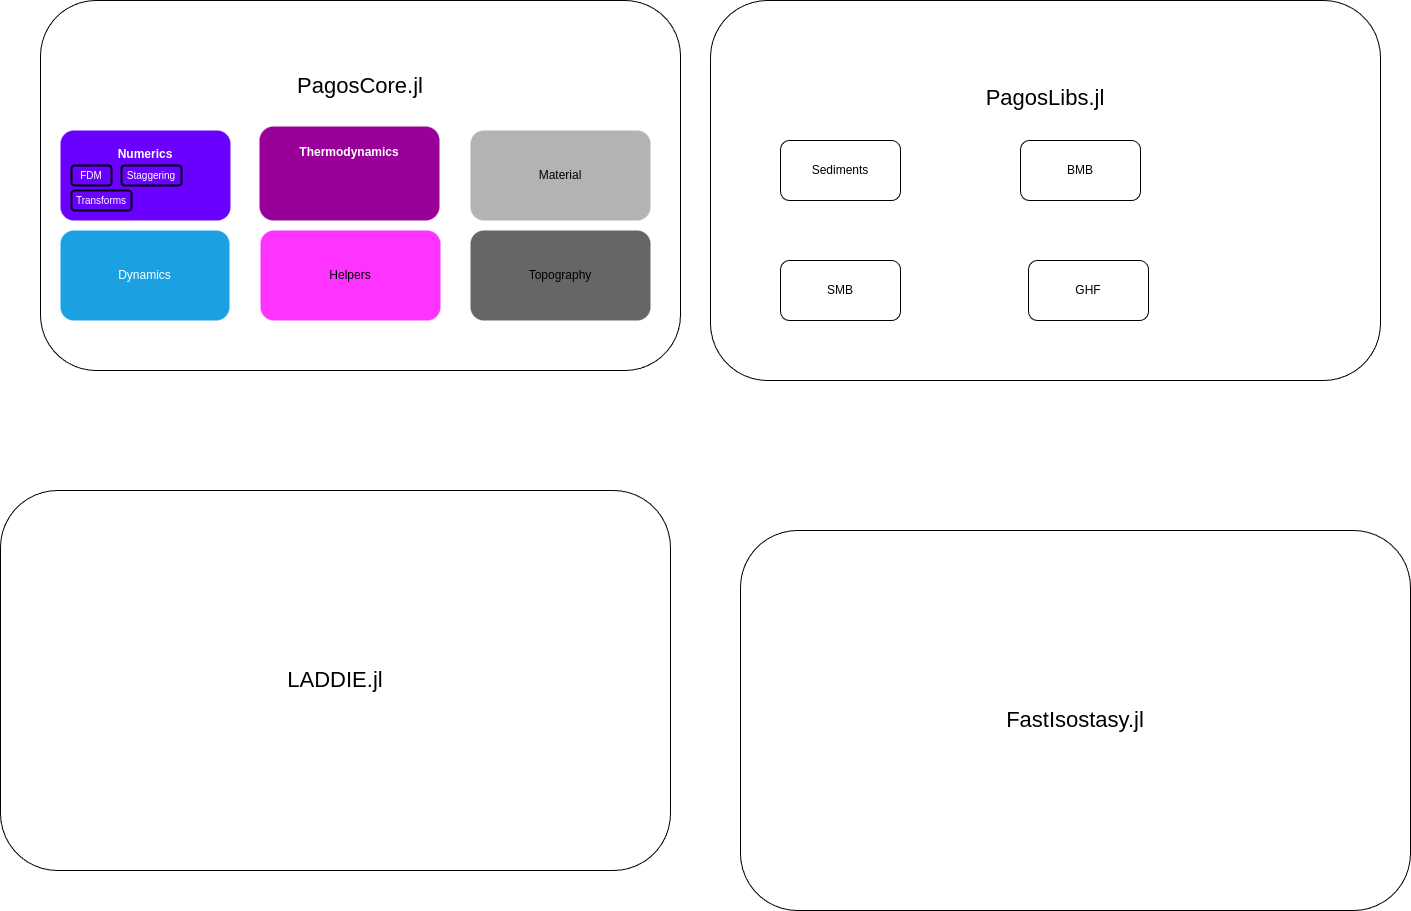 PagosCore.jl
Numerics
FDM
Staggering
Transforms
Thermodynamics
Material
Dynamics
Helpers
Topography
PagosLibs.jl
Sediments
BMB
SMB
GHF
LADDIE.jl
FastIsostasy.jl